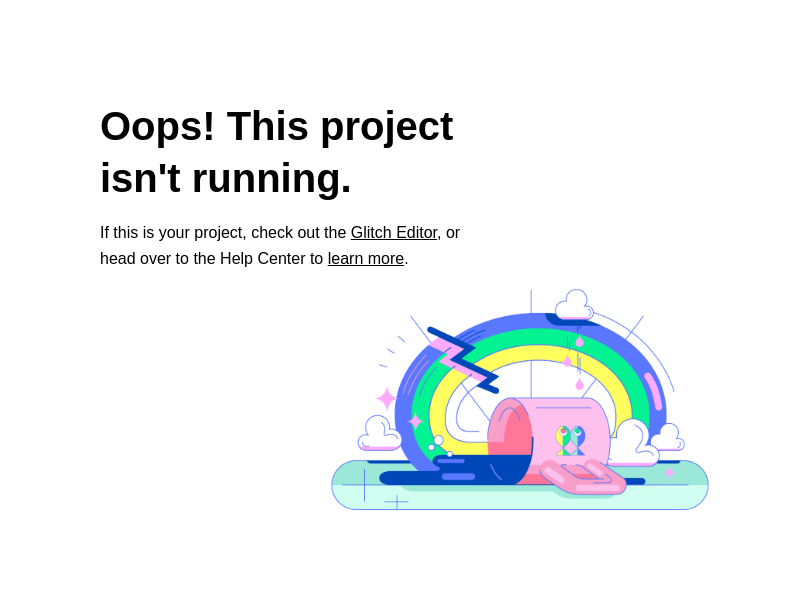 Oops! This project
isn't running.
If this is your project, check out the Glitch Editor, or
head over to the Help Center to learn more.